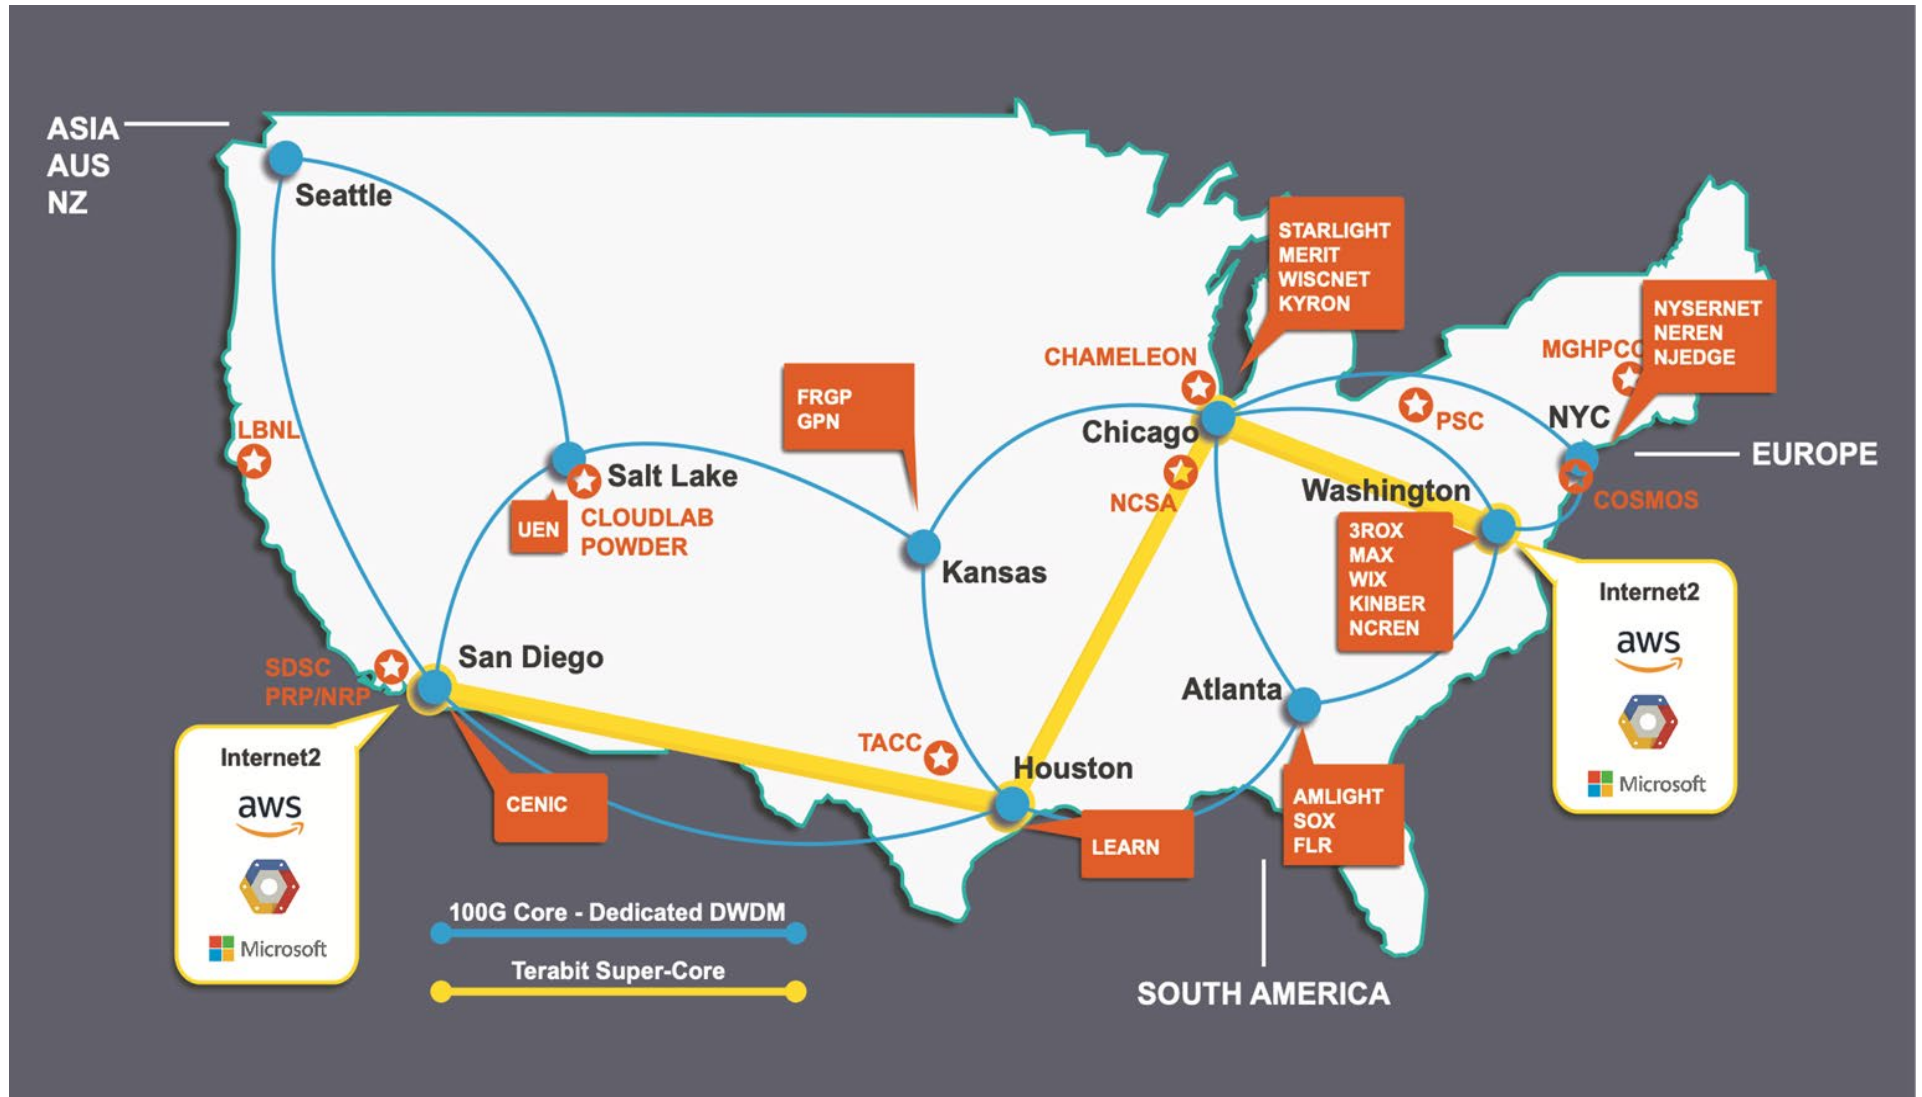 ASIA
AUS
NZ
Seattle
STARLIGHT
MERIT
WISCNET
KYRON
NYSERNET
NEREN
NJEDGE
MGHPCC
CHAMELEON
FRGP
GPN
PSC
NYC
LBNL
Chicago
EUROPE
Salt Lake
Washington
NCSA
COSMOS
UEN
CLOUDLAB
POWDER
3ROX
MAX
WIX
KINBER
NCREN
Kansas
Internet2
aws
Microsoft
San Diego
SDSC
PRP/NRP
Atlanta
TACC
Houston
Internet2
aws
Microsoft
CENIC
LEARN
AMLIGHT
SOX
FLR
100G Core - Dedicated DWDM
Terabit Super-Core
SOUTH AMERICA